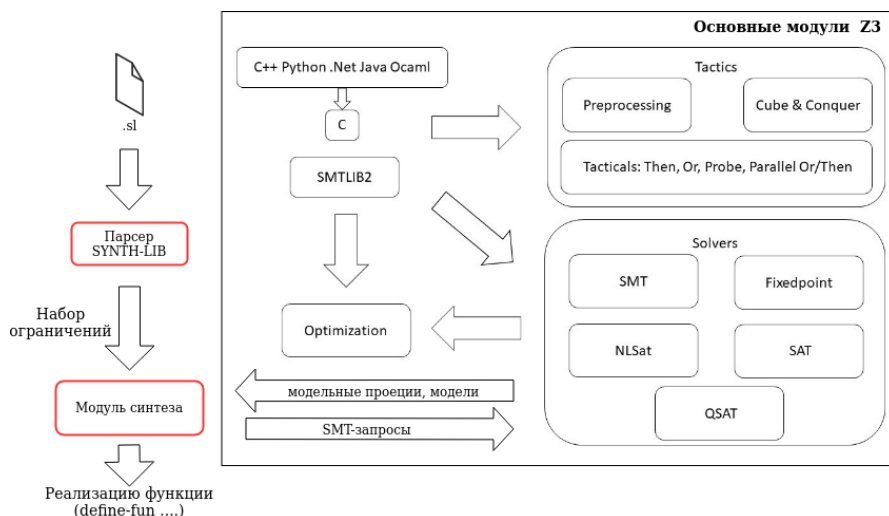 Основные модули Z3
.sl
Парсер
SYNTH-LIB
Набор
ограничений
Модуль синтеза
Реализацию функции
(define-fun ....)
C++ Python .Net Java Ocaml
C
SMTLIB2
Optimization
модельные проеции, модели
SMT-запросы
Tactics
Preprocessing
Cube & Conquer
Tacticals: Then, Or, Probe, Parallel Or/Then
Solvers
SMT
Fixedpoint
NLSat
SAT
QSAT